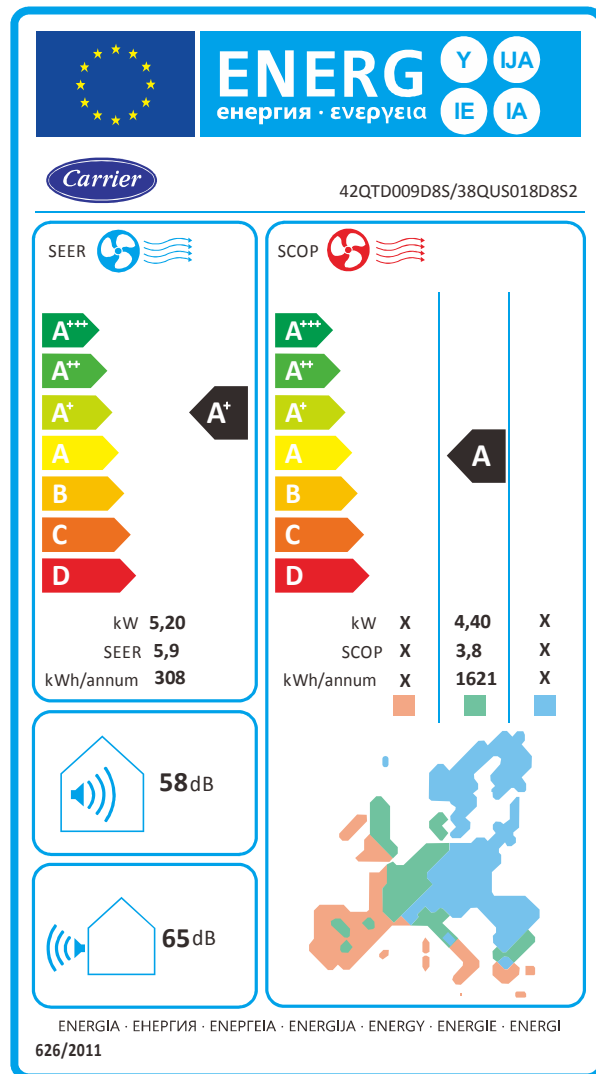 ENERG
енергия · ενεργεια
Y IJA
IE IA
Carrier
42QTD009D8S/38QUS018D8S2
SEER
A+++
A++
A+
A
B
C
D
A+
kW 5,20
SEER 5,9
kWh/annum 308
SCOP
A+++
A++
A+
A
B
C
D
A
kW X 4,40 X
SCOP X 3,8 X
kWh/annum X 1621 X
58dB
65dB
ENERGIA · ЕНЕРГИЯ · ΕΝΕΡΓΕΙΑ · ENERGIJA · ENERGY · ENERGIE · ENERGI
626/2011